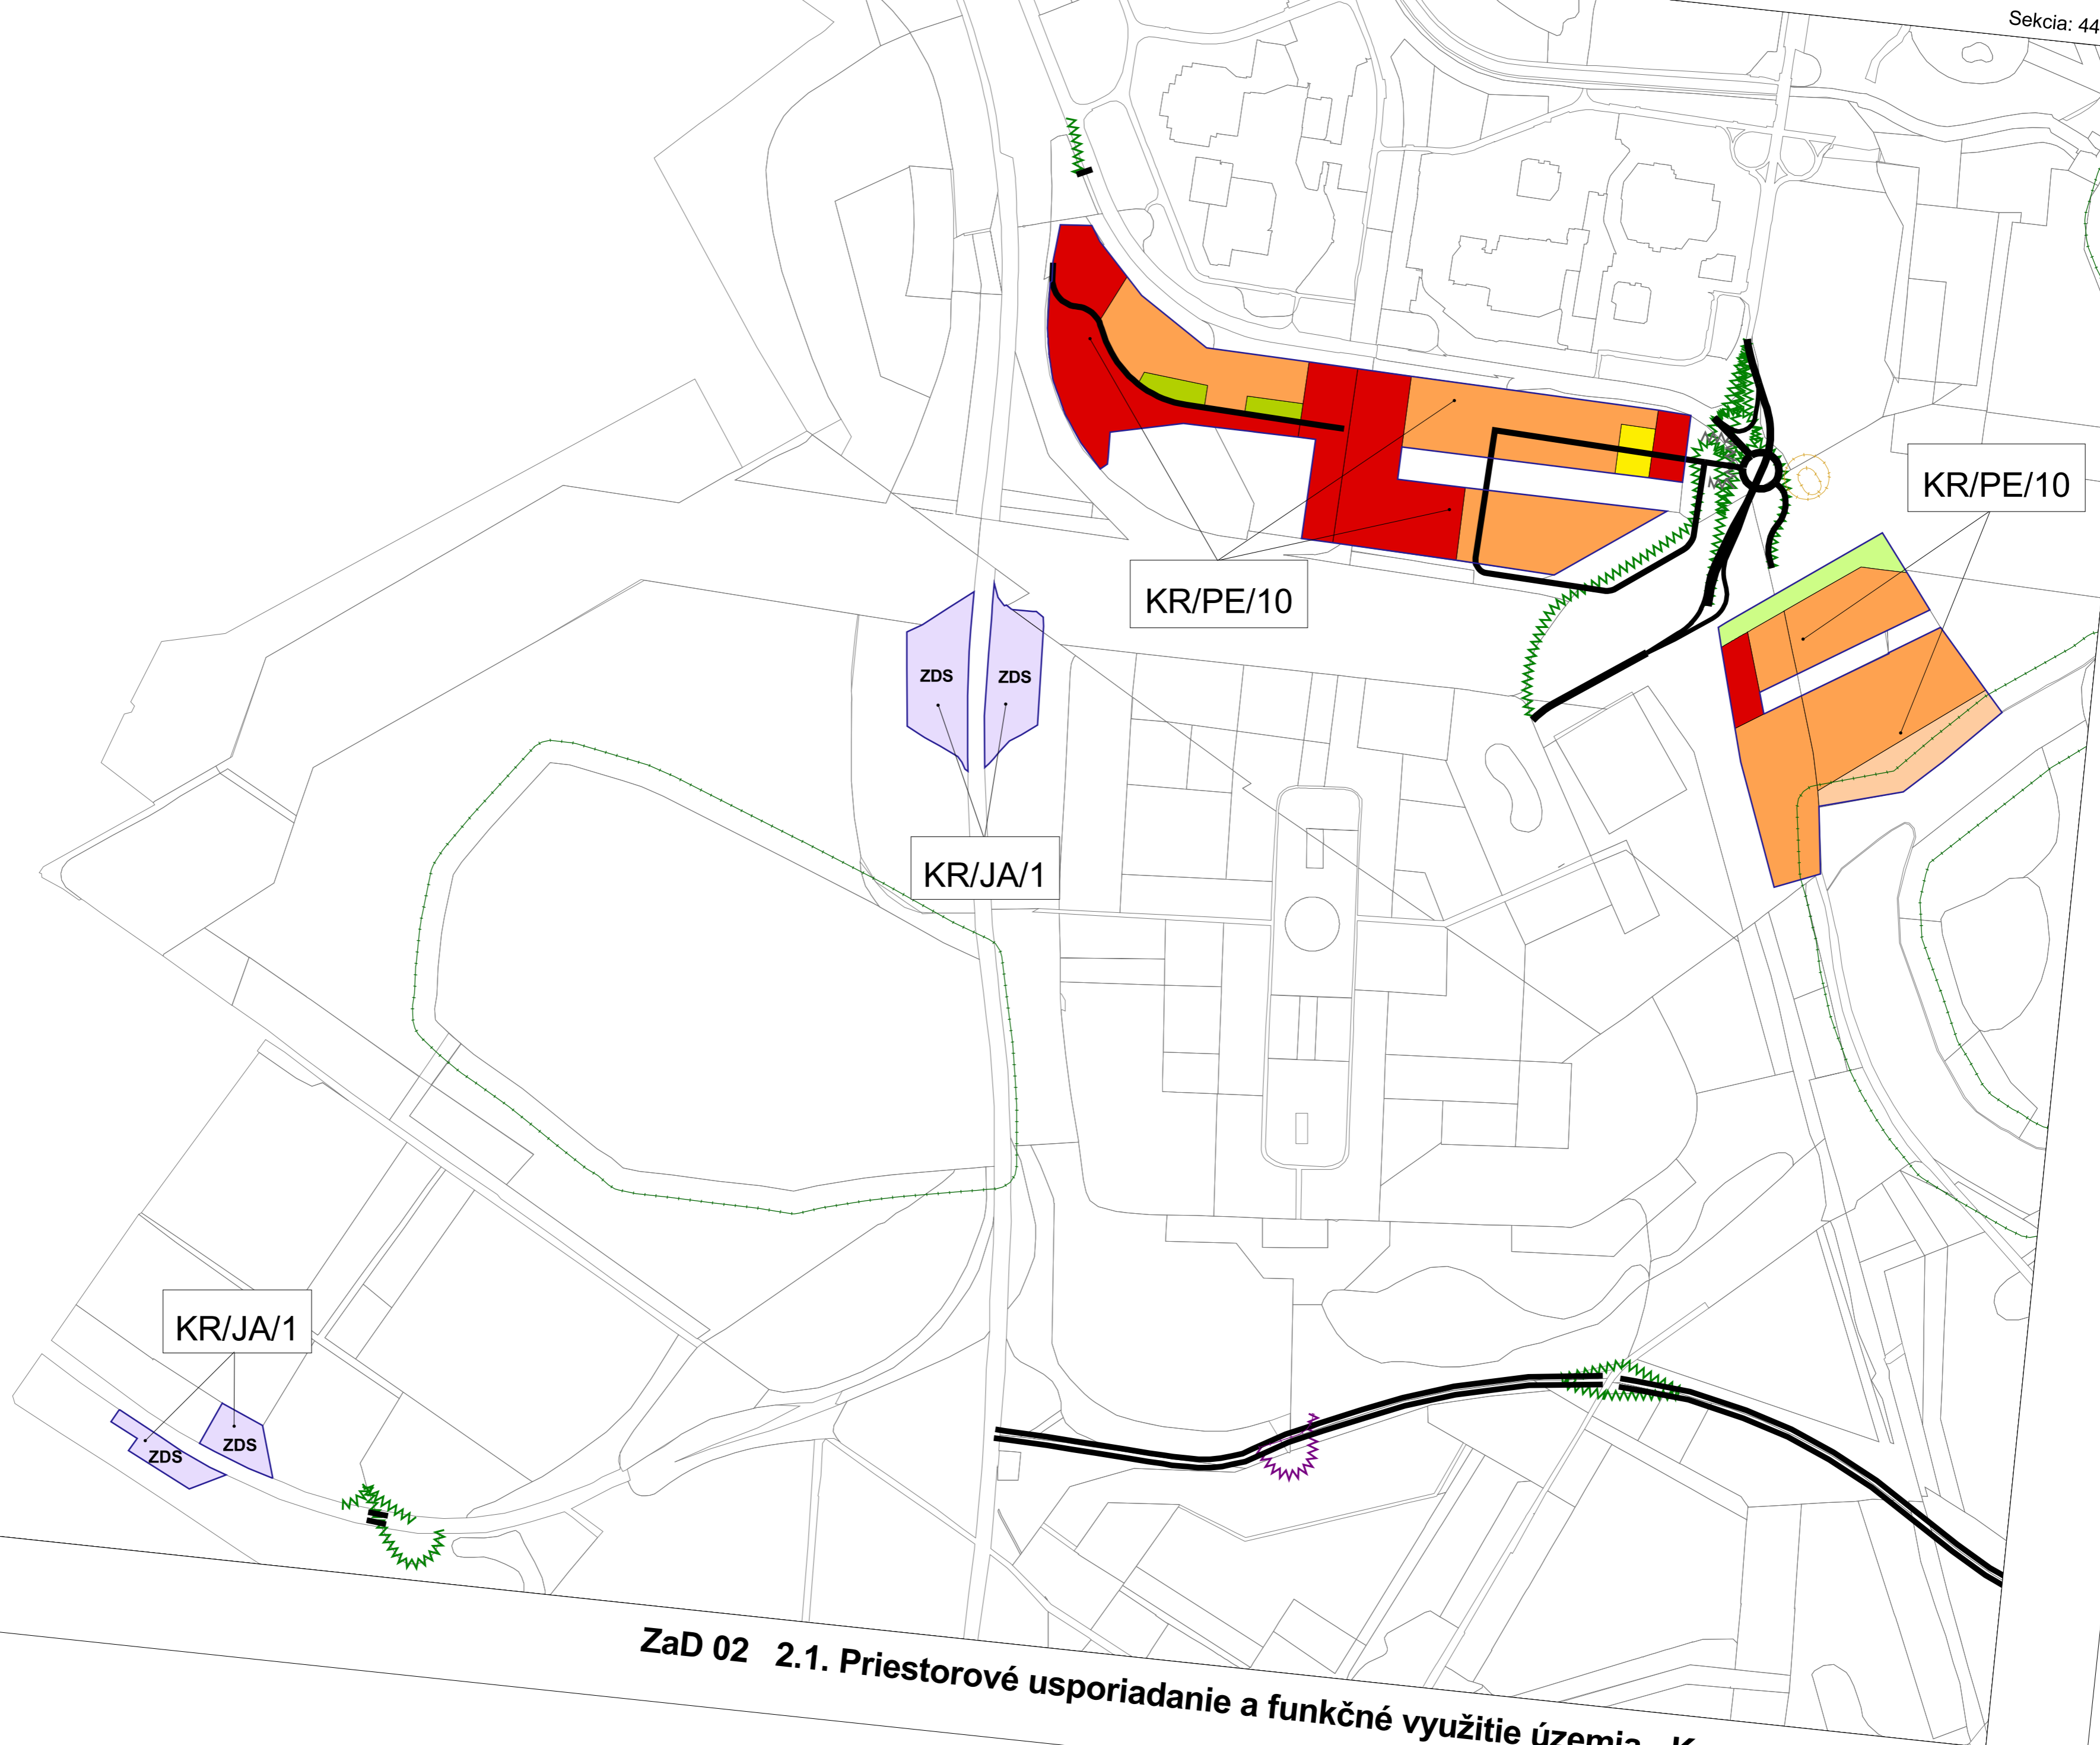 Sekcia: 44
KR/PE/10
KR/PE/10
ZDS
ZDS
KR/JA/1
KR/JA/1
ZDS
ZDS
ZaD 02 2.1. Priestorové usporiadanie a funkčné využitie územia